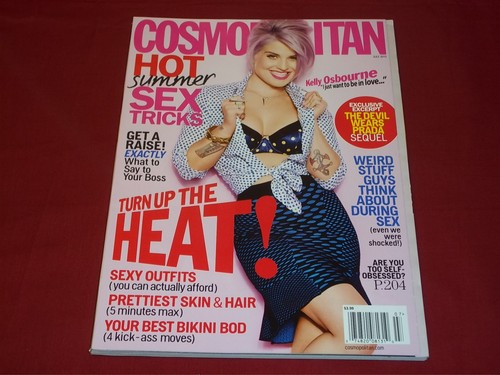 COSMOPOLITAN
HOT
summer
SEX
TRICKS
Kelly Osbourne
"I just want to be in love..."
EXCLUSIVE
EXCERPT
THE DEVIL
WEARS
PRADA
SEQUEL
GET A
RAISE!
EXACTLY
What to
Say to
Your Boss
WEIRD
STUFF
GUYS
THINK
ABOUT
DURING
SEX
(even we
were
shocked!)
TURN UP THE
HEAT!
ARE YOU
TOO SELF-
OBSESSED?
P.204
SEXY OUTFITS
(you can actually afford)
PRETTIEST SKIN & HAIR
(5 minutes max)
YOUR BEST BIKINI BOD
(4 kick-ass moves)
cosmopolitan.com